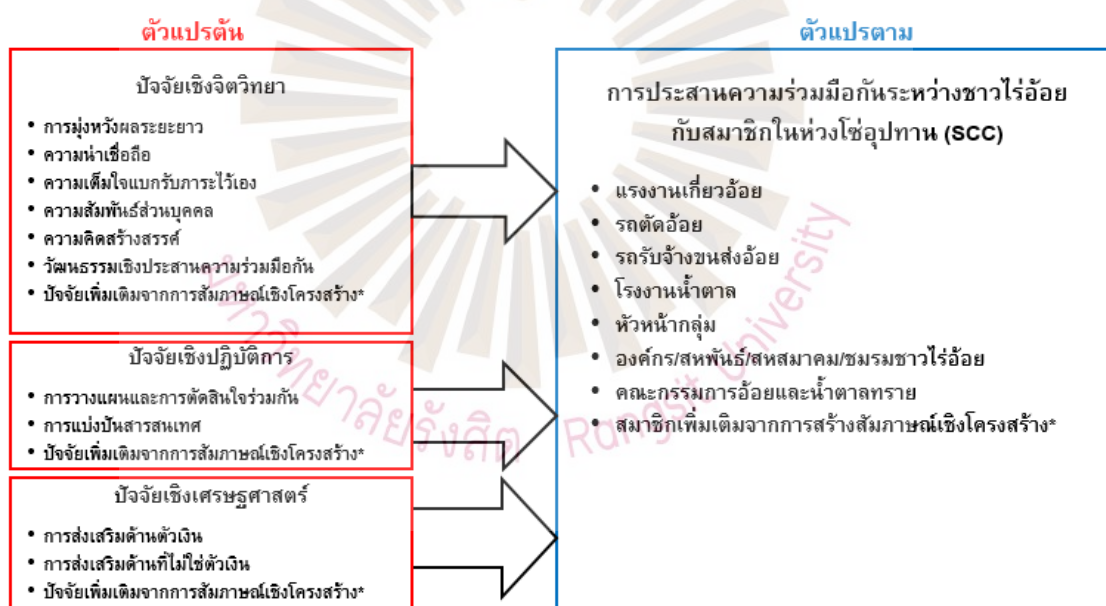 ตัวแปรต้น
ปัจจัยเชิงจิตวิทยา
• การมุ่งหวังผลระยะยาว
• ความน่าเชื่อถือ
• ความเต็มใจแบกรับภาระไว้เอง
• ความสัมพันธ์ส่วนบุคคล
• ความคิดสร้างสรรค์
• วัฒนธรรมเชิงประสานความร่วมมือกัน
• ปัจจัยเพิ่มเติมจากการสัมภาษณ์เชิงโครงสร้าง*
ปัจจัยเชิงปฏิบัติการ
• การวางแผนและการตัดสินใจร่วมกัน
• การแบ่งปันสารสนเทศ
• ปัจจัยเพิ่มเติมจากการสัมภาษณ์เชิงโครงสร้าง*
ปัจจัยเชิงเศรษฐศาสตร์
• การส่งเสริมด้านตัวเงิน
• การส่งเสริมด้านที่ไม่ใช่ตัวเงิน
• ปัจจัยเพิ่มเติมจากการสัมภาษณ์เชิงโครงสร้าง*
ตัวแปรตาม
การประสานความร่วมมือกันระหว่างชาวไร่อ้อย
กับสมาชิกในห่วงโซ่อุปทาน (SCC)
• แรงงานเกี่ยวอ้อย
• รถตัดอ้อย
• รถรับจ้างขนส่งอ้อย
• โรงงานน้ำตาล
• หัวหน้ากลุ่ม
• องค์กร/สหพันธ์/สหสมาคม/ชมรมชาวไร่อ้อย
• คณะกรรมการอ้อยและน้ำตาลทราย
• สมาชิกเพิ่มเติมจากการสร้างสัมภาษณ์เชิงโครงสร้าง*
มหาวิทยาลัยรังสิต Rangsit University